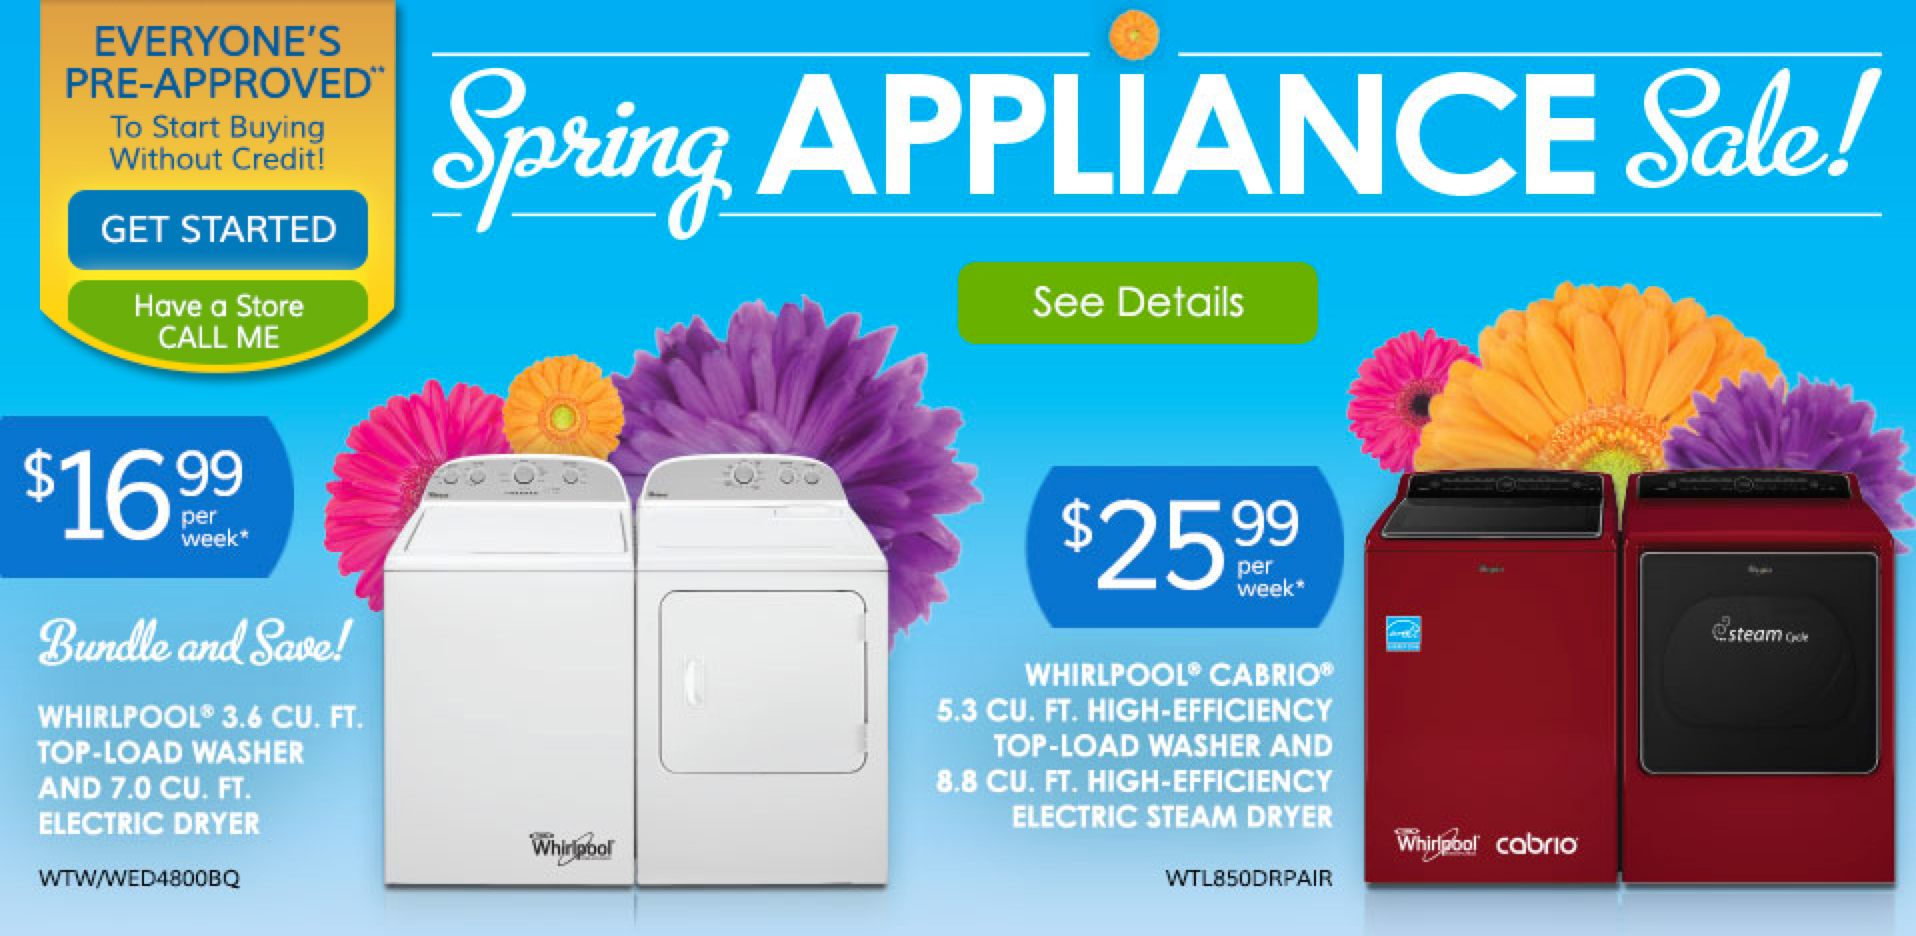 EVERYONE'S
PRE-APPROVED**
To Start Buying
Without Credit!
GET STARTED
Have a Store
CALL ME
Spring APPLIANCE Sale!
See Details
$16 99
per
week*
Bundle and Save!
WHIRLPOOL® 3.6 CU. FT.
TOP-LOAD WASHER
AND 7.0 CU. FT.
ELECTRIC DRYER
WTW/WED4800BQ
Whirlpool
$25 99
per
week*
WHIRLPOOL® CABRIO®
5.3 CU. FT. HIGH-EFFICIENCY
TOP-LOAD WASHER AND
8.8 CU. FT. HIGH-EFFICIENCY
ELECTRIC STEAM DRYER
WTL850DRPAIR
steam Cycle
Whirlpool cabrio